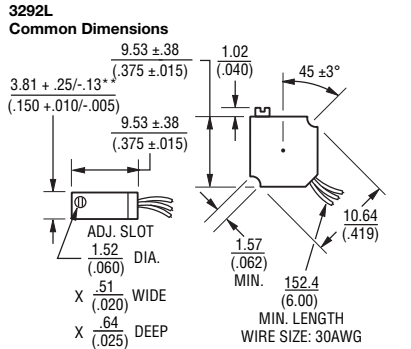 3292L
Common Dimensions
9.53 ±.38
(.375 ±.015)
1.02
(.040)
45 ±3°
3.81 + .25/-.13**
(.150 +.010/-.005)
9.53 ±.38
(.375 ±.015)
ADJ. SLOT
1.52
(.060) DIA.
X .51
(.020) WIDE
X .64
(.025) DEEP
1.57
(.062)
MIN.
10.64
(.419)
152.4
(6.00)
MIN. LENGTH
WIRE SIZE: 30AWG